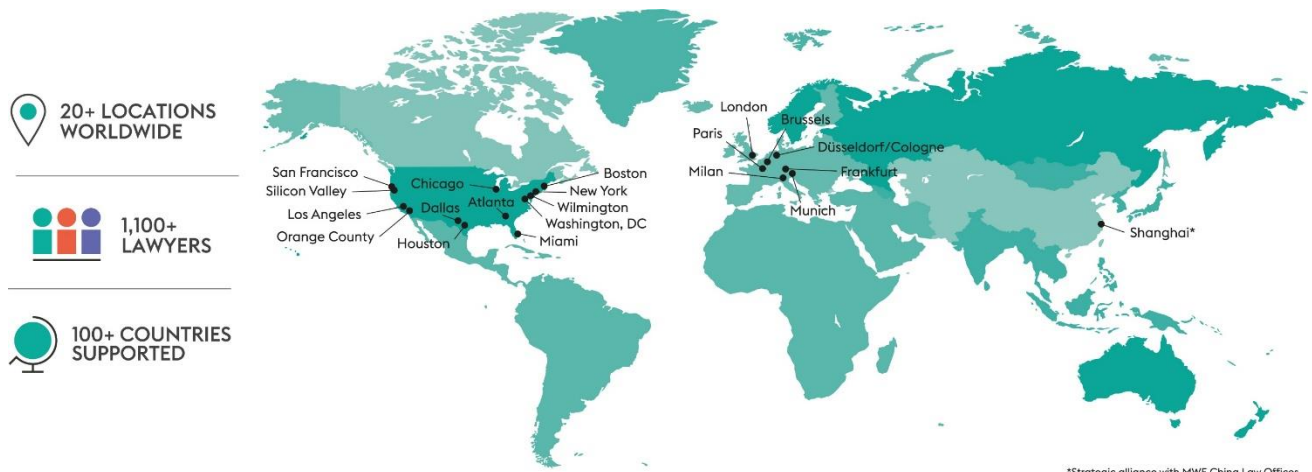 20+ LOCATIONS
WORLDWIDE
1,100+
LAWYERS
100+ COUNTRIES
SUPPORTED
San Francisco
Silicon Valley
Los Angeles
Orange County
Chicago
Dallas
Houston
Atlanta
Boston
New York
Wilmington
Washington, DC
Miami
London
Brussels
Paris
Düsseldorf/Cologne
Milan
Frankfurt
Munich
Shanghai*
*Strategic alliance with MWE China Law Offices